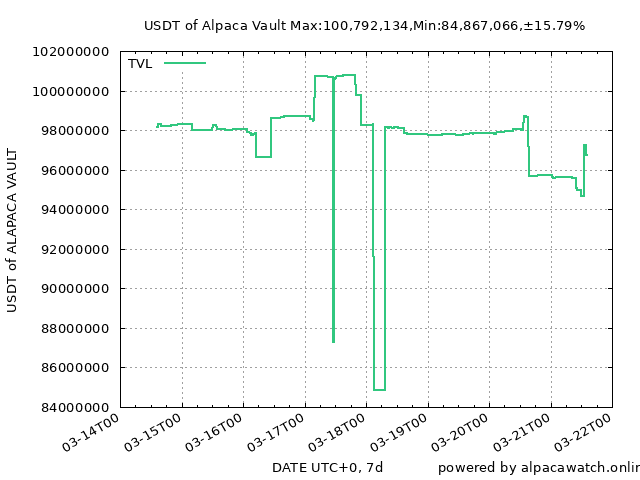 USDT of Alpaca Vault Max:100,792,134,Min:84,867,066,±15.79%
TVL
102000000
100000000
98000000
96000000
94000000
92000000
90000000
88000000
86000000
84000000
USDT of ALAPACA VAULT
03-14T00
03-15T00
03-16T00
03-17T00
03-18T00
03-19T00
03-20T00
03-21T00
03-22T00
DATE UTC+0, 7d
powered by alpacawatch.onlin